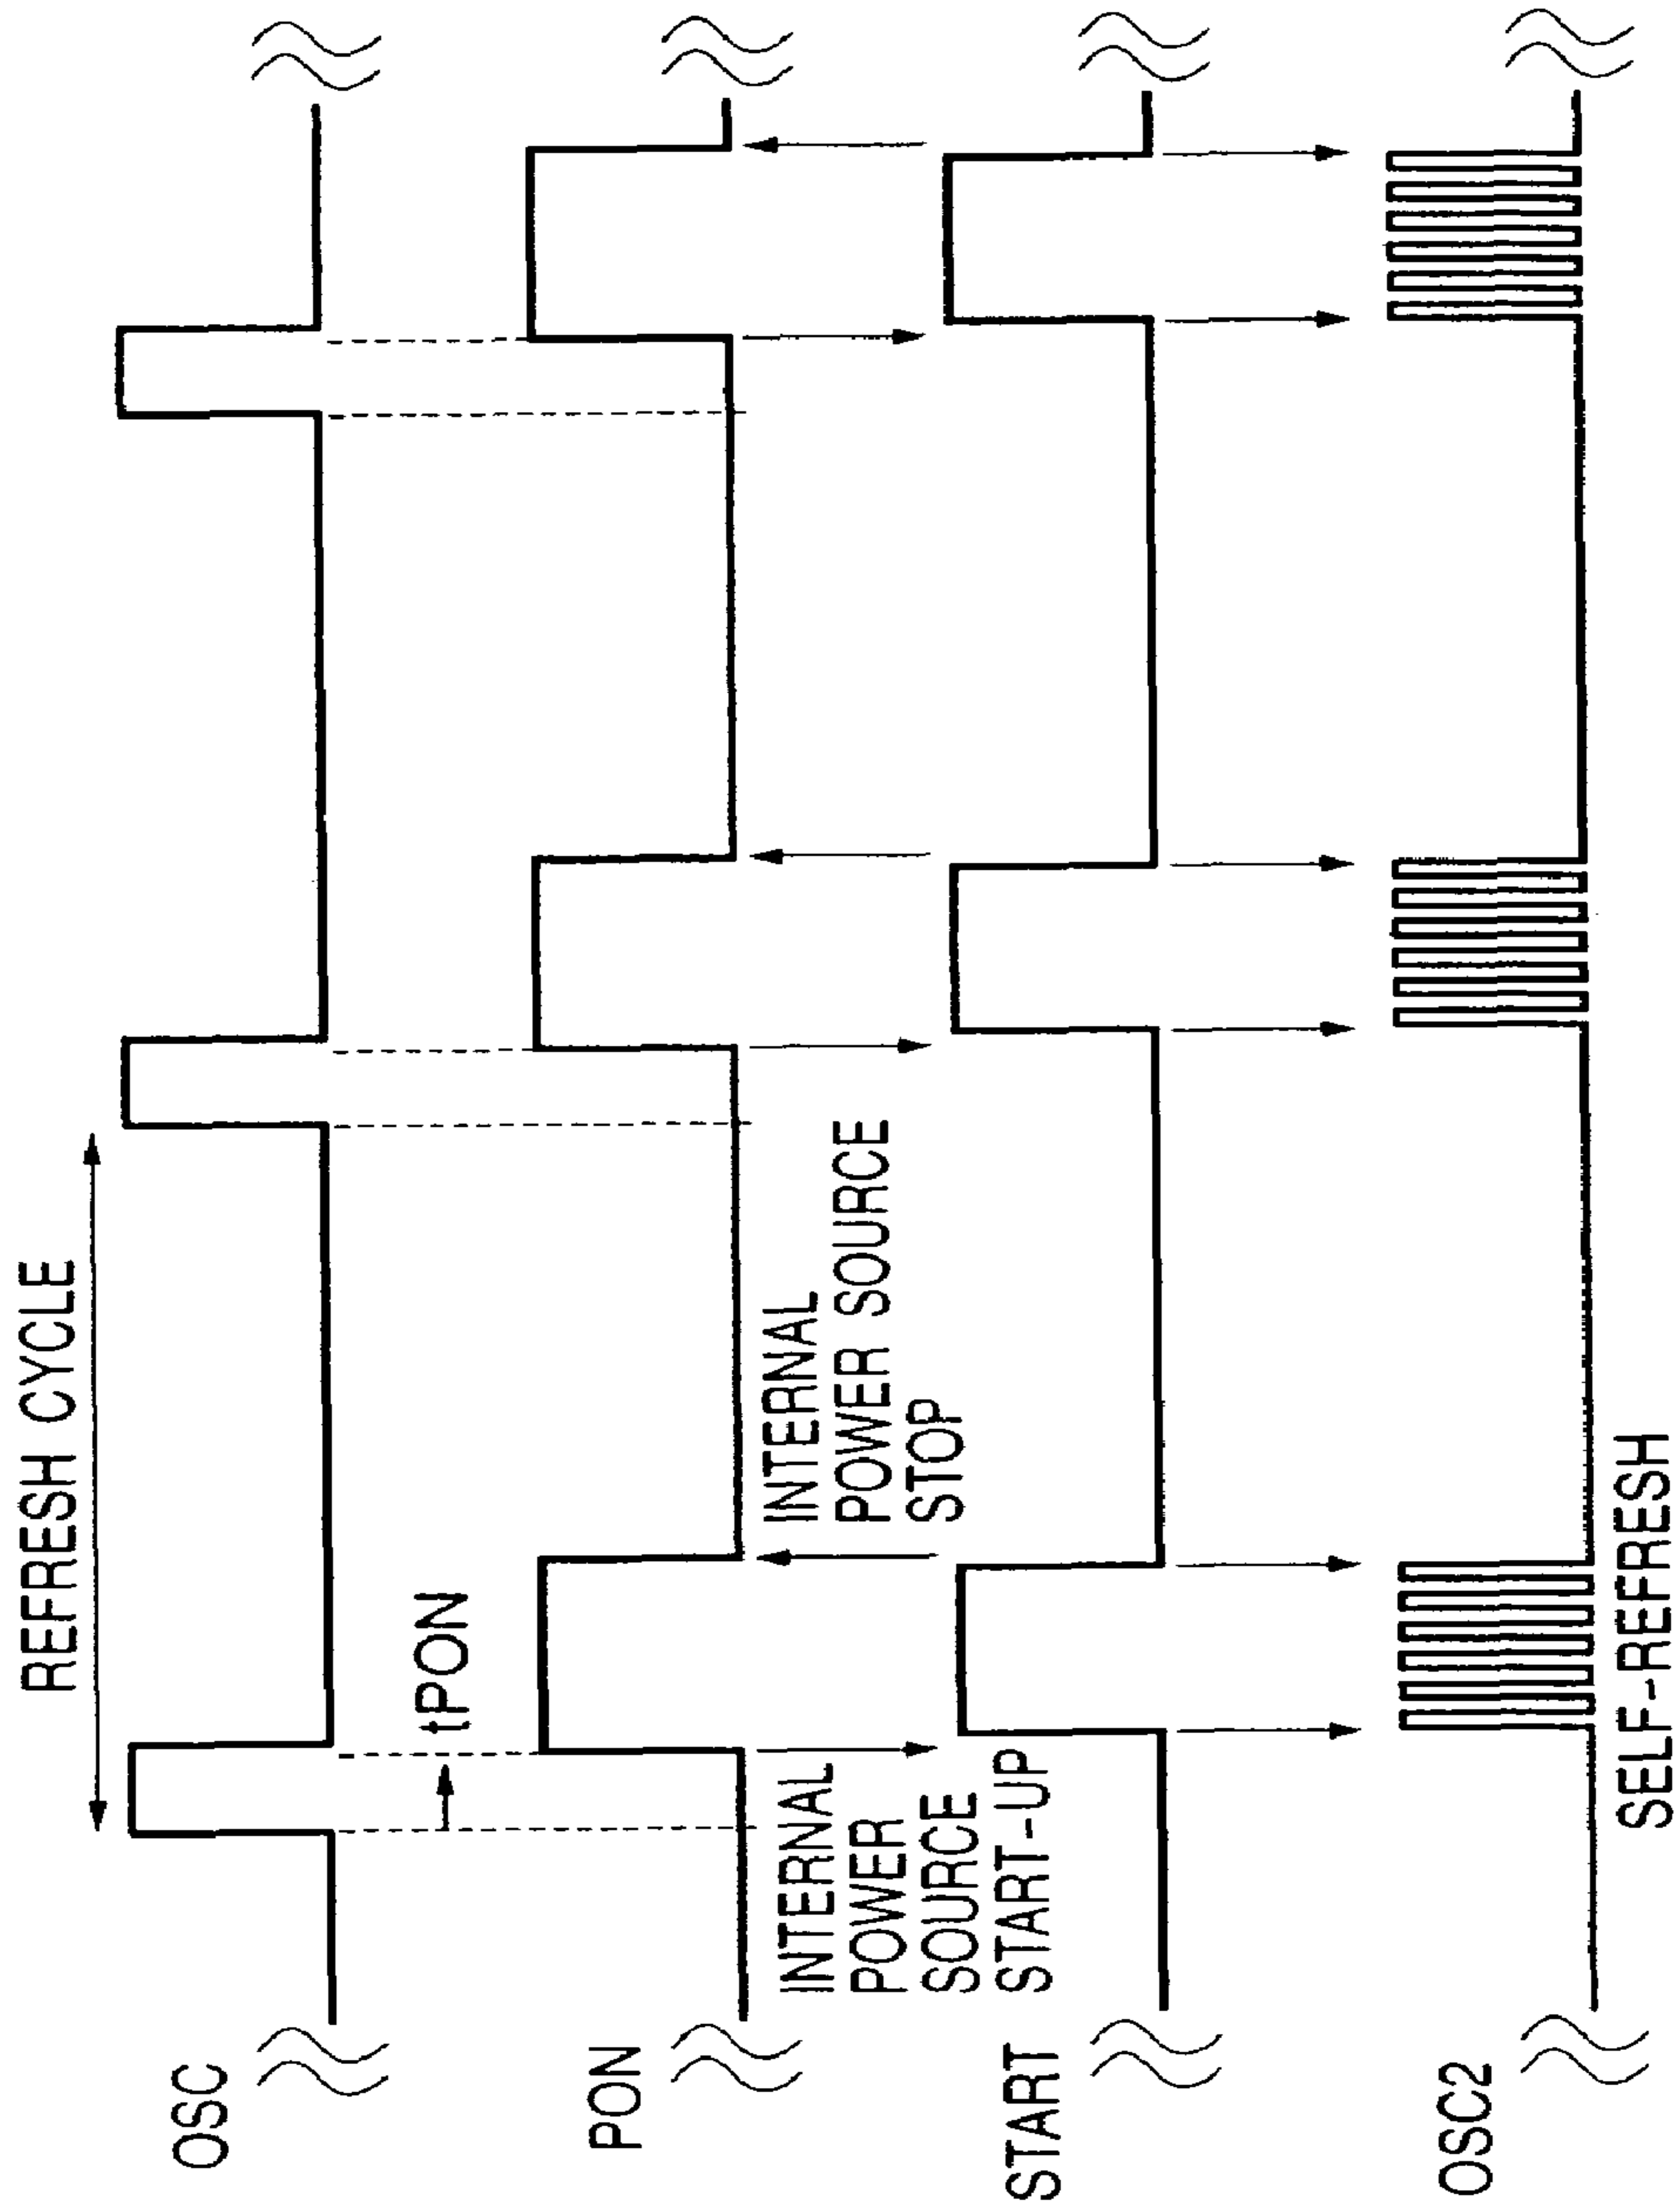 REFRESH CYCLE
OSC
tPON
PON
INTERNAL
POWER
SOURCE
START-UP
INTERNAL
POWER SOURCE
STOP
START
OSC2
SELF-REFRESH